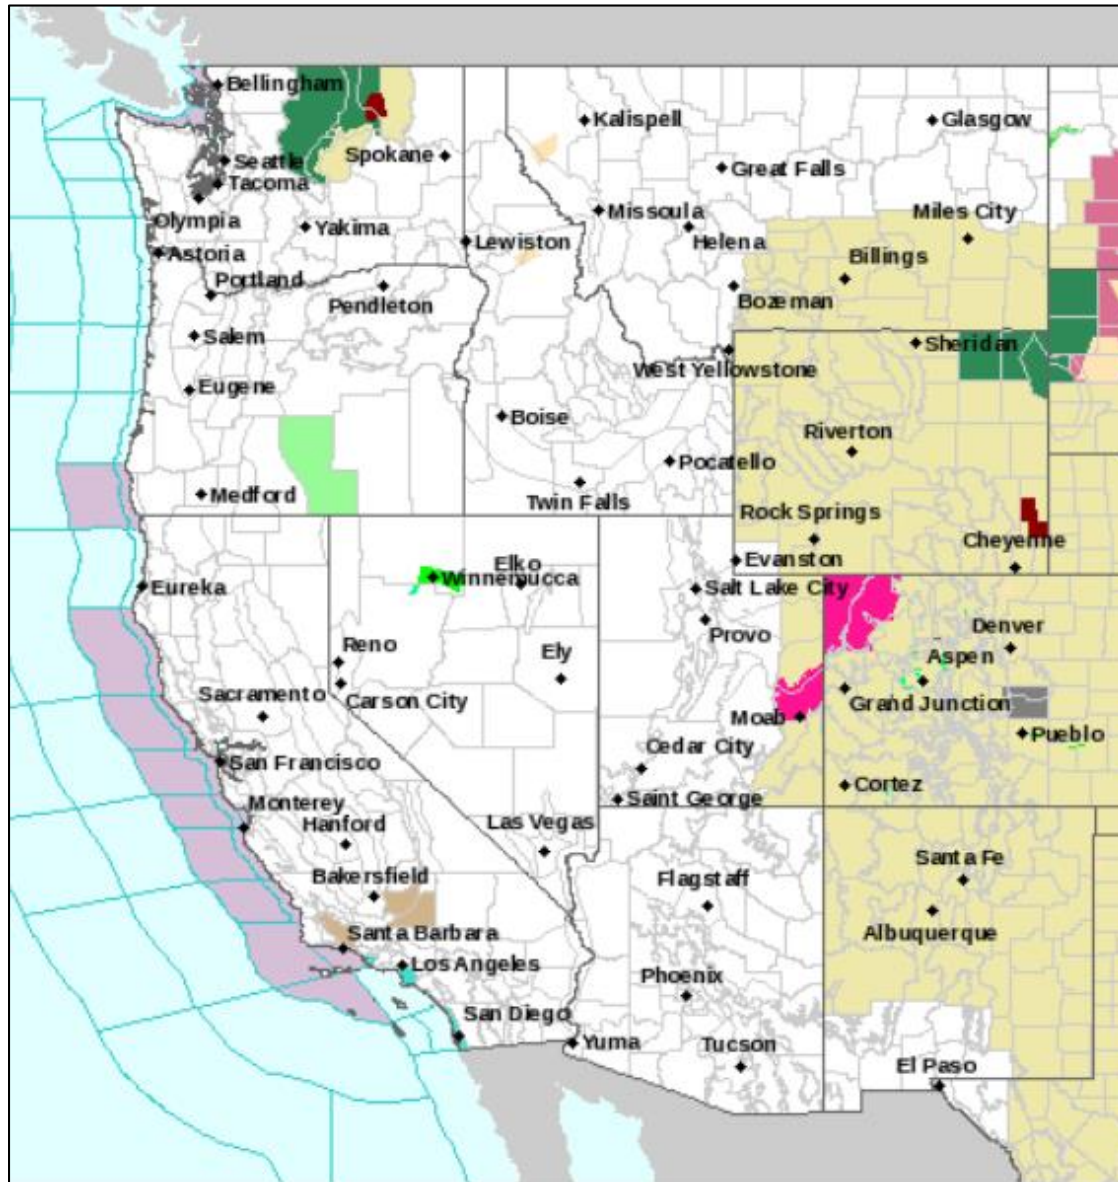 Bellingham
Kalispell
Glasgow
Seattle
Spokane
Great Falls
Tacoma
Olympia
Missoula
Miles City
Yakima
Lewiston
Helena
Astoria
Billings
Portland
Pendleton
Bozeman
Salem
Sheridan
West Yellowstone
Eugene
Boise
Riverton
Pocatello
Medford
Twin Falls
Rock Springs
Cheyenne
Elko
Evanston
Winnemucca
Eureka
Salt Lake City
Provo
Denver
Reno
Ely
Aspen
Sacramento
Carson City
Grand Junction
Moab
Pueblo
Cedar City
San Francisco
Cortez
Saint George
Monterey
Hanford
Las Vegas
Santa Fe
Bakersfield
Flagstaff
Santa Barbara
Albuquerque
Los Angeles
Phoenix
San Diego
Yuma
Tucson
El Paso